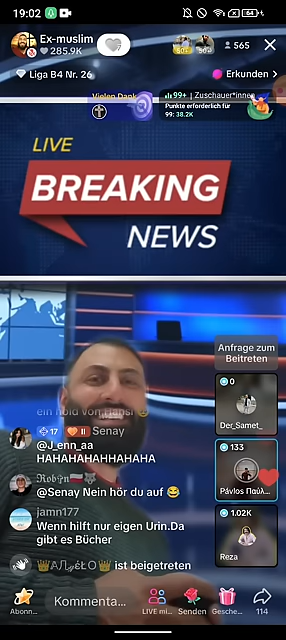 19:02
84
Ex-muslim
285.9K
565
Liga B4 Nr. 26
Erkunden >
Vielen Dank
99+ | Zuschauer*innen
Punkte erforderlich für
99: 38.2K
LIVE
BREAKING
NEWS
Anfrage zum
Beitreten
0
Der_Samet_
133
Pávlos Παύλ...
1.02K
Reza
17 11 Senay
@J_enn_aa
HAHAHAHAHHAHAHA
@Senay Nein hör du auf 😂
jamn177
Wenn hilft nur eigen Urin.Da
gibt es Bücher
ist beigetreten
Abonn...
Kommenta...
LIVE mi...
Senden
Gesche...
114